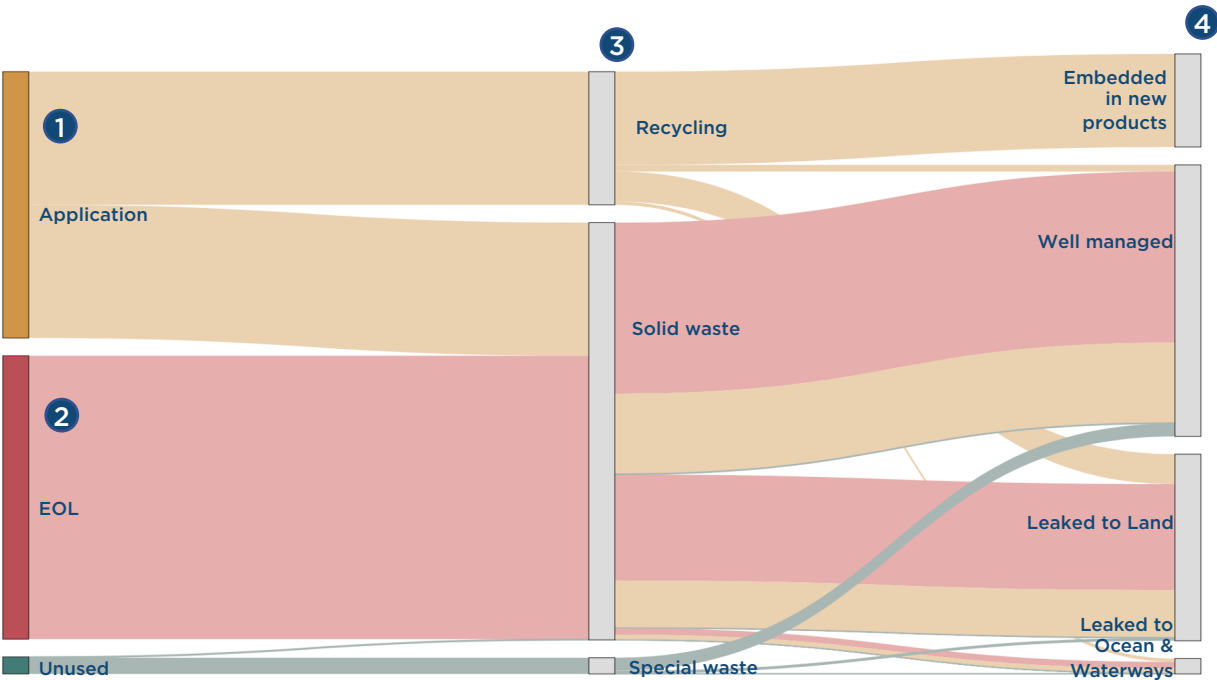 4
3
Embedded
in new
products
1
Recycling
Application
Well managed
Solid waste
2
EOL
Leaked to Land
Leaked to
Ocean &
Waterways
Unused
Special waste